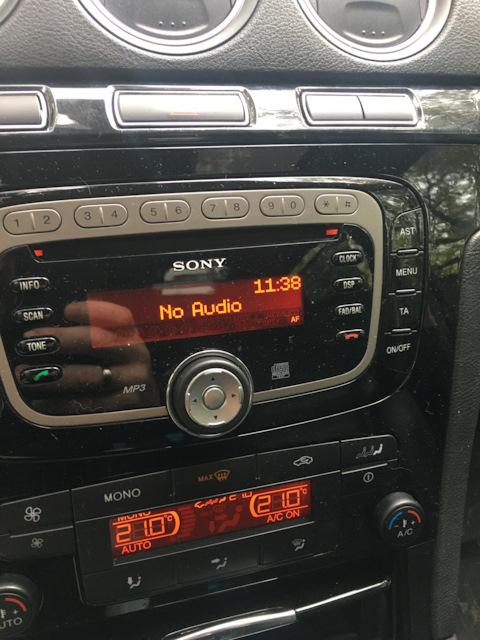 1 2 3 4 5 6 7 8 9 0 * #
SONY
CLOCK
AST
INFO
11:38
DSP
MENU
SCAN
No Audio
FAD/BAL
TA
TONE
AF
ON/OFF
MP3
MAX
MONO
MONO
21.0° 21.0°
AUTO A/C ON
A/C
AUTO